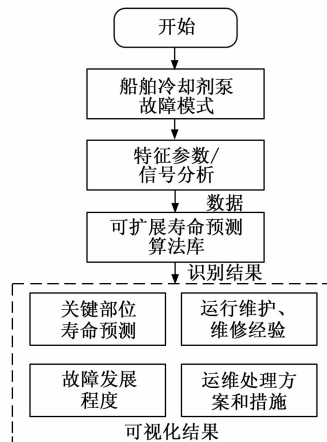 开始
船舶冷却剂泵
故障模式
特征参数/
信号分析
数据
可扩展寿命预测
算法库
识别结果
关键部位
寿命预测
运行维护、
维修经验
故障发展
程度
运维处理方
案和措施
可视化结果